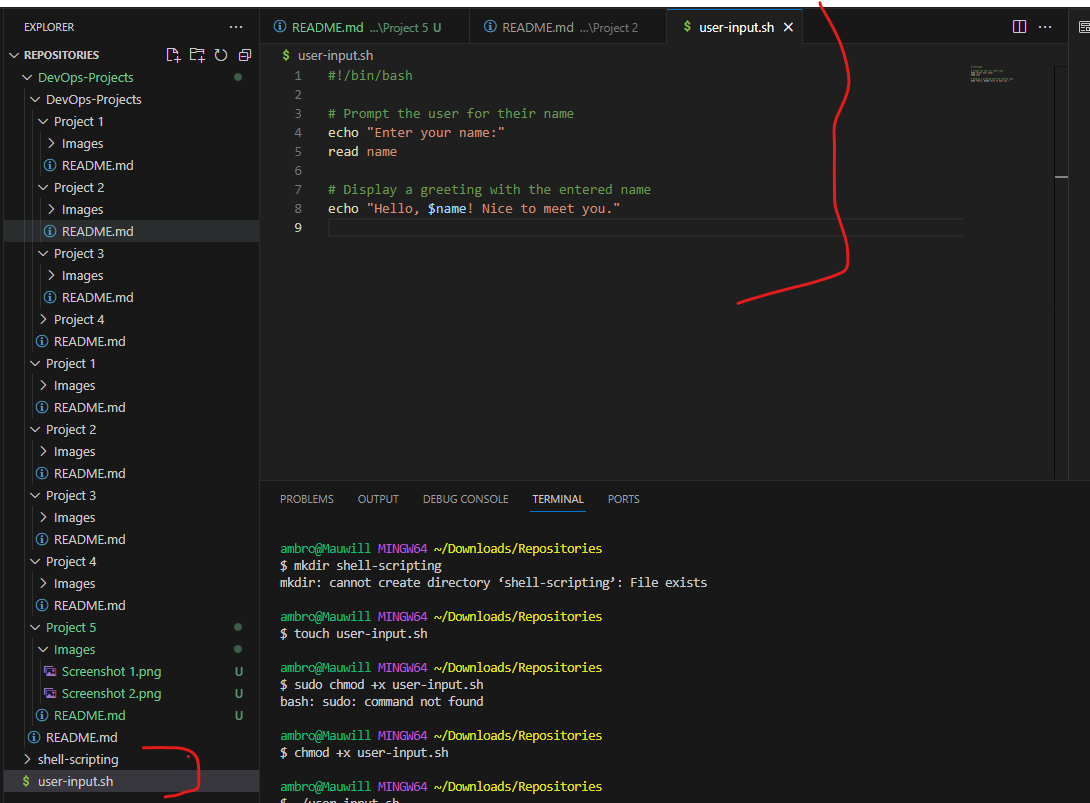 EXPLORER ...
REPOSITORIES
DevOps-Projects
DevOps-Projects
Project 1
Images
README.md
Project 2
Images
README.md
Project 3
Images
README.md
Project 4
README.md
Project 1
Images
README.md
Project 2
Images
README.md
Project 3
Images
README.md
Project 4
Images
README.md
Project 5
Images
Screenshot 1.png U
Screenshot 2.png U
README.md U
README.md
shell-scripting
$ user-input.sh
README.md ...\Project 5 U
README.md ...\Project 2
$ user-input.sh
$ user-input.sh
1 #!/bin/bash
2
3 # Prompt the user for their name
4 echo "Enter your name:"
5 read name
6
7 # Display a greeting with the entered name
8 echo "Hello, $name! Nice to meet you."
9
PROBLEMS OUTPUT DEBUG CONSOLE TERMINAL PORTS
ambro@Mauwill MINGW64 ~/Downloads/Repositories
$ mkdir shell-scripting
mkdir: cannot create directory ‘shell-scripting’: File exists
ambro@Mauwill MINGW64 ~/Downloads/Repositories
$ touch user-input.sh
ambro@Mauwill MINGW64 ~/Downloads/Repositories
$ sudo chmod +x user-input.sh
bash: sudo: command not found
ambro@Mauwill MINGW64 ~/Downloads/Repositories
$ chmod +x user-input.sh
ambro@Mauwill MINGW64 ~/Downloads/Repositories
$ ./user-input.sh